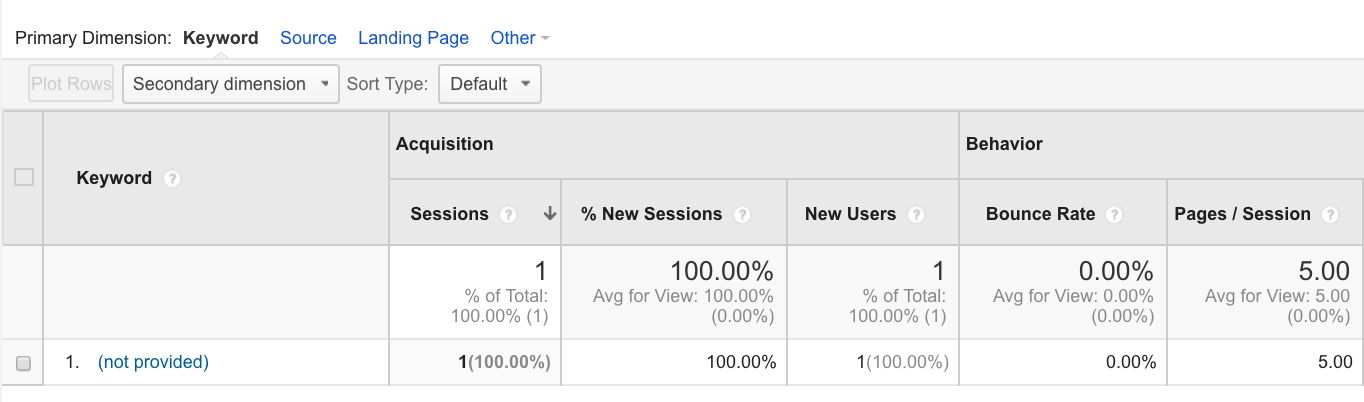 Primary Dimension: Keyword Source Landing Page Other
Plot Rows Secondary dimension Sort Type: Default
Acquisition Behavior
Keyword ?
Sessions ? % New Sessions ? New Users ? Bounce Rate ? Pages / Session ?
1 100.00% 1 0.00% 5.00
% of Total: Avg for View: 100.00% % of Total: Avg for View: 0.00% Avg for View: 5.00
100.00% (1) (0.00%) 100.00% (1) (0.00%) (0.00%)
1. (not provided) 1(100.00%) 100.00% 1(100.00%) 0.00% 5.00